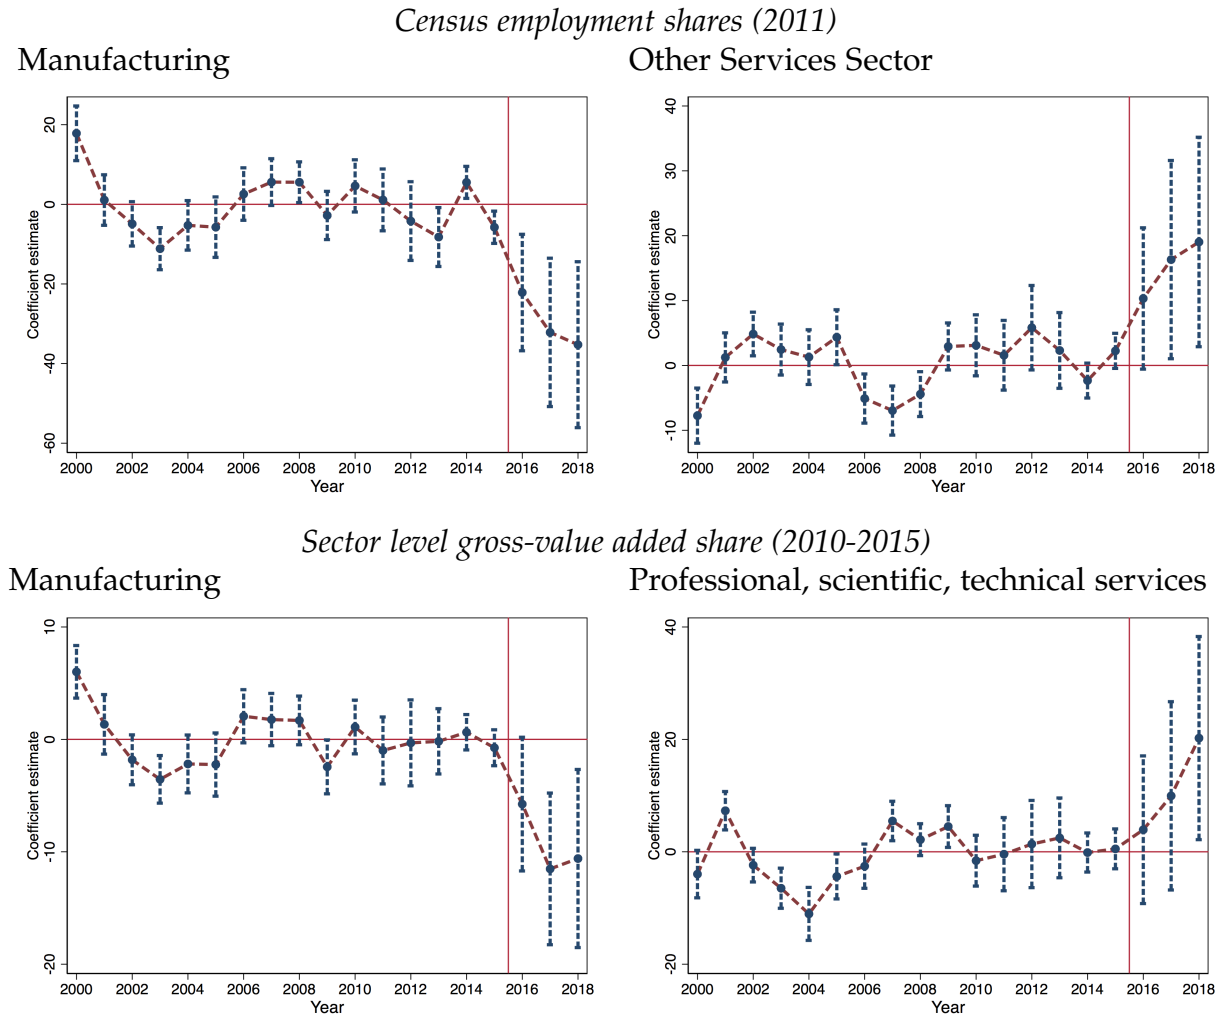 Census employment shares (2011)
Manufacturing
Other Services Sector
Coefficient estimate
20
0
-20
-40
-60
2000 2002 2004 2006 2008 2010 2012 2014 2016 2018
Year
Coefficient estimate
40
30
20
10
0
-10
2000 2002 2004 2006 2008 2010 2012 2014 2016 2018
Year
Sector level gross-value added share (2010-2015)
Manufacturing
Professional, scientific, technical services
Coefficient estimate
10
0
-10
-20
2000 2002 2004 2006 2008 2010 2012 2014 2016 2018
Year
Coefficient estimate
40
20
0
-20
2000 2002 2004 2006 2008 2010 2012 2014 2016 2018
Year